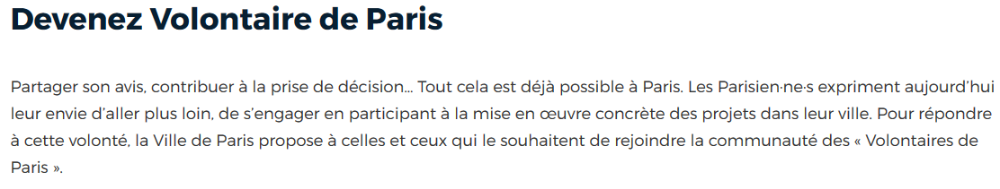 Devenez Volontaire de Paris
Partager son avis, contribuer à la prise de décision... Tout cela est déjà possible à Paris. Les Parisien·ne·s expriment aujourd’hui
leur envie d’aller plus loin, de s’engager en participant à la mise en œuvre concrète des projets dans leur ville. Pour répondre
à cette volonté, la Ville de Paris propose à celles et ceux qui le souhaitent de rejoindre la communauté des « Volontaires de
Paris ».